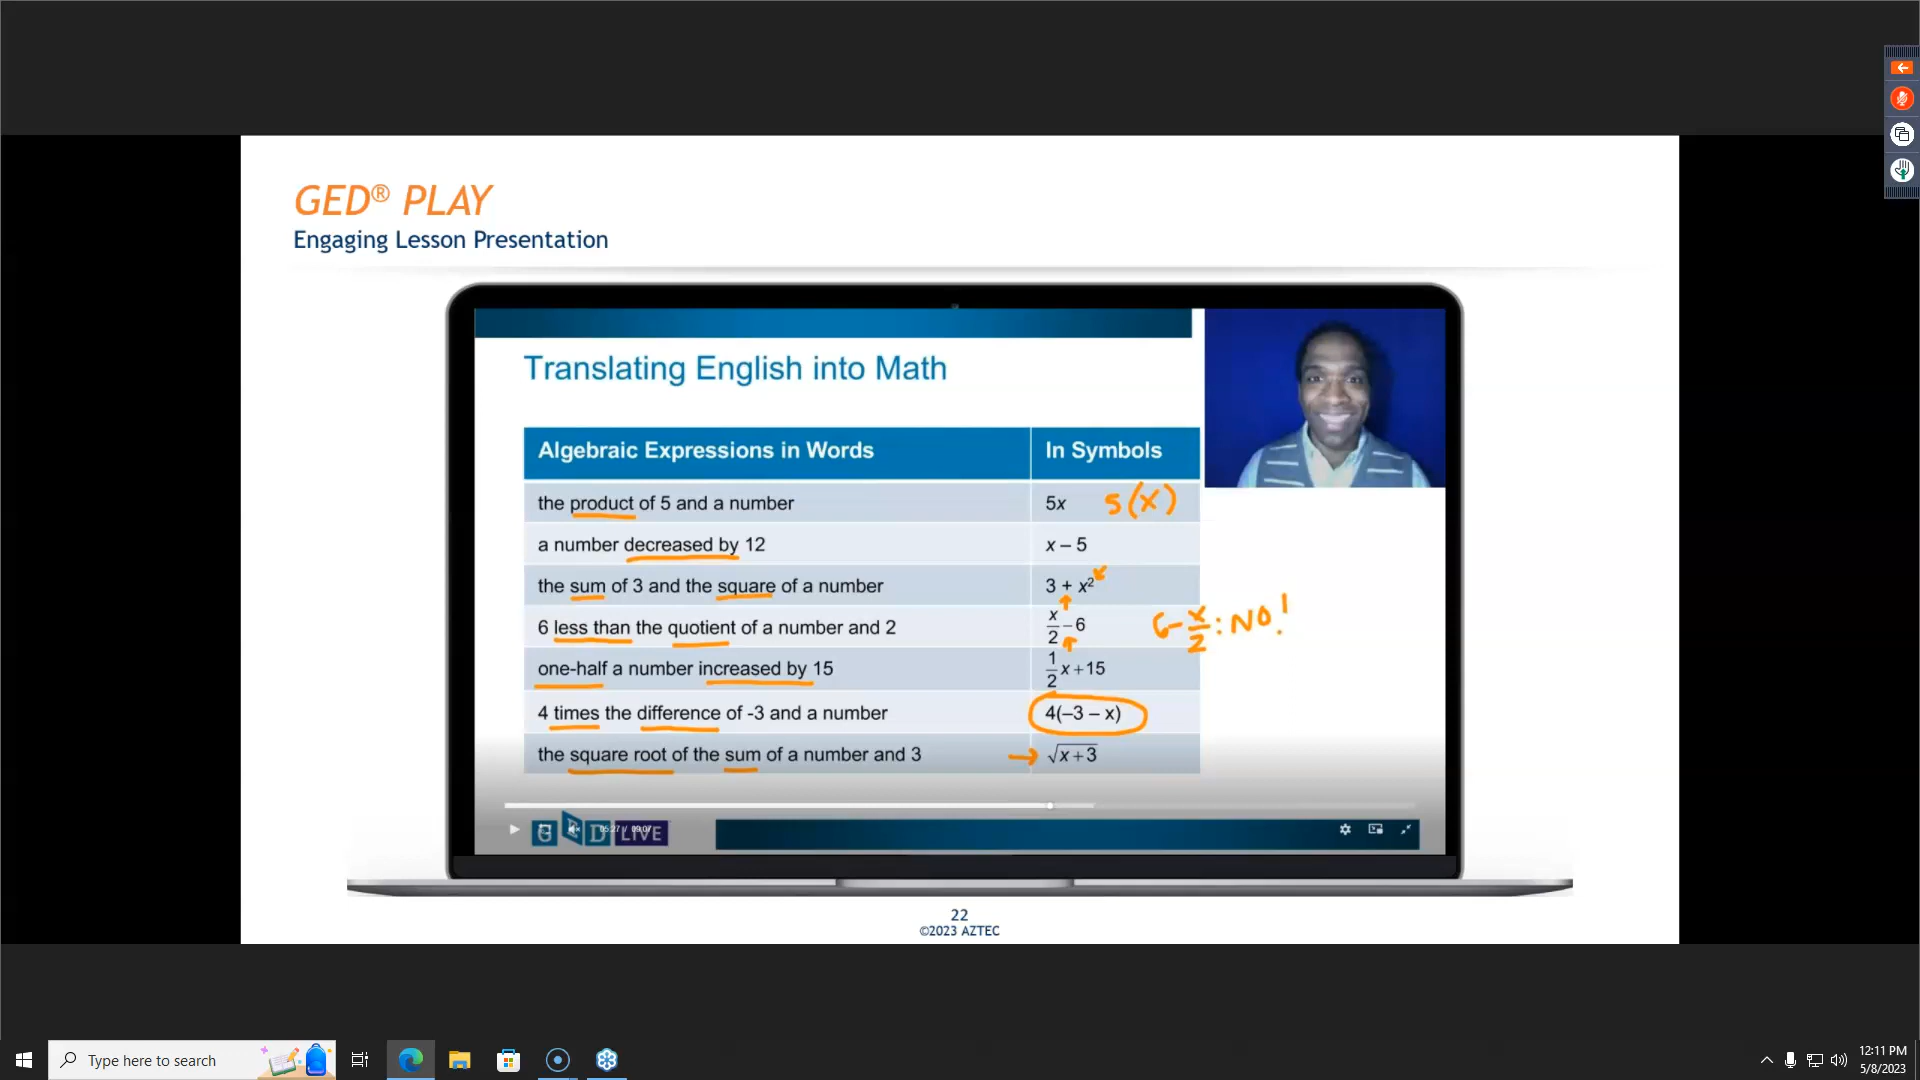 GED® PLAY
Engaging Lesson Presentation
Translating English into Math
Algebraic Expressions in Words In Symbols
the product of 5 and a number 5x 5(x)
a number decreased by 12 x – 5
the sum of 3 and the square of a number 3 + x²
6 less than the quotient of a number and 2 x/2 – 6 6 - x/2 : NO!
one-half a number increased by 15 1/2 x + 15
4 times the difference of -3 and a number 4(–3 – x)
the square root of the sum of a number and 3 √x + 3
05:27 / 09:07
GED LIVE
22
©2023 AZTEC
Type here to search
12:11 PM
5/8/2023